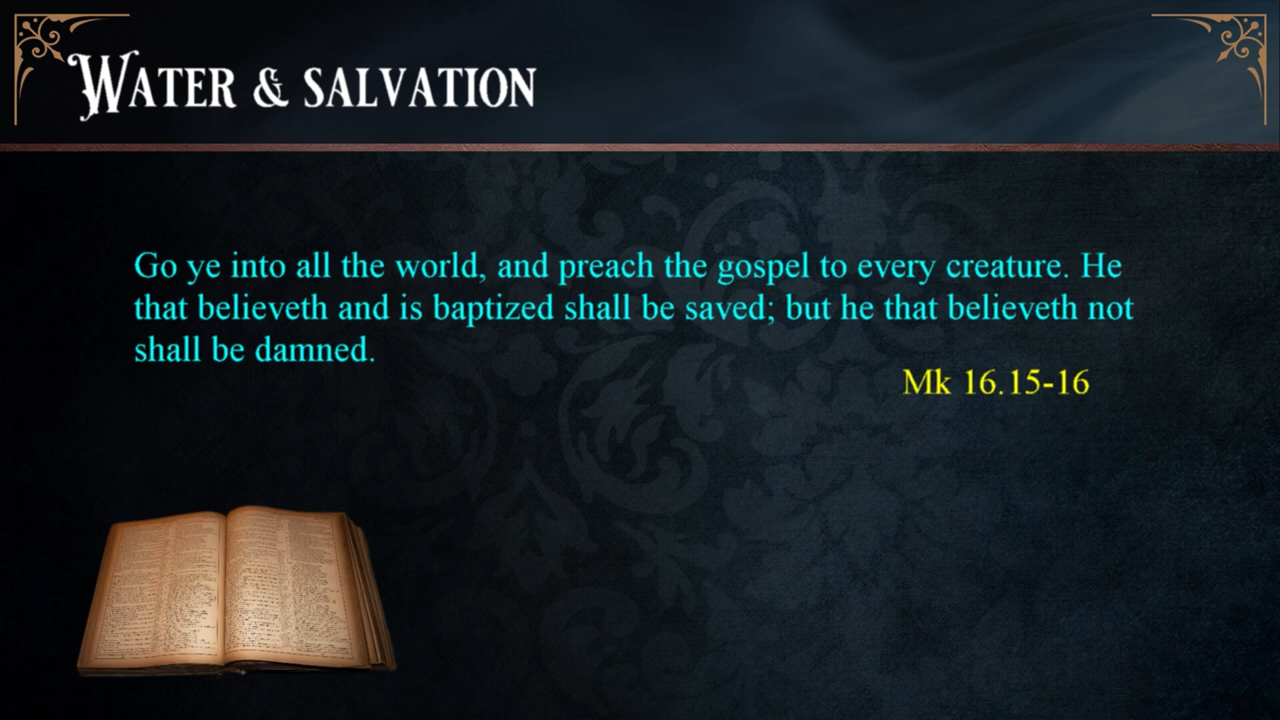 Water & salvation
Go ye into all the world, and preach the gospel to every creature. He
that believeth and is baptized shall be saved; but he that believeth not
shall be damned.
Mk 16.15-16